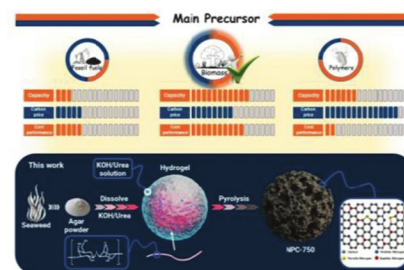 Main Precursor
Fossil fuels
Biomass
Polymers
Capacity
Carbon price
Cost performance
Capacity
Carbon price
Cost performance
Capacity
Carbon price
Cost performance
This work
KOH/Urea
solution
Hydrogel
Seaweed
Agar
powder
Dissolve
KOH/Urea
Pyrolysis
NPC-750